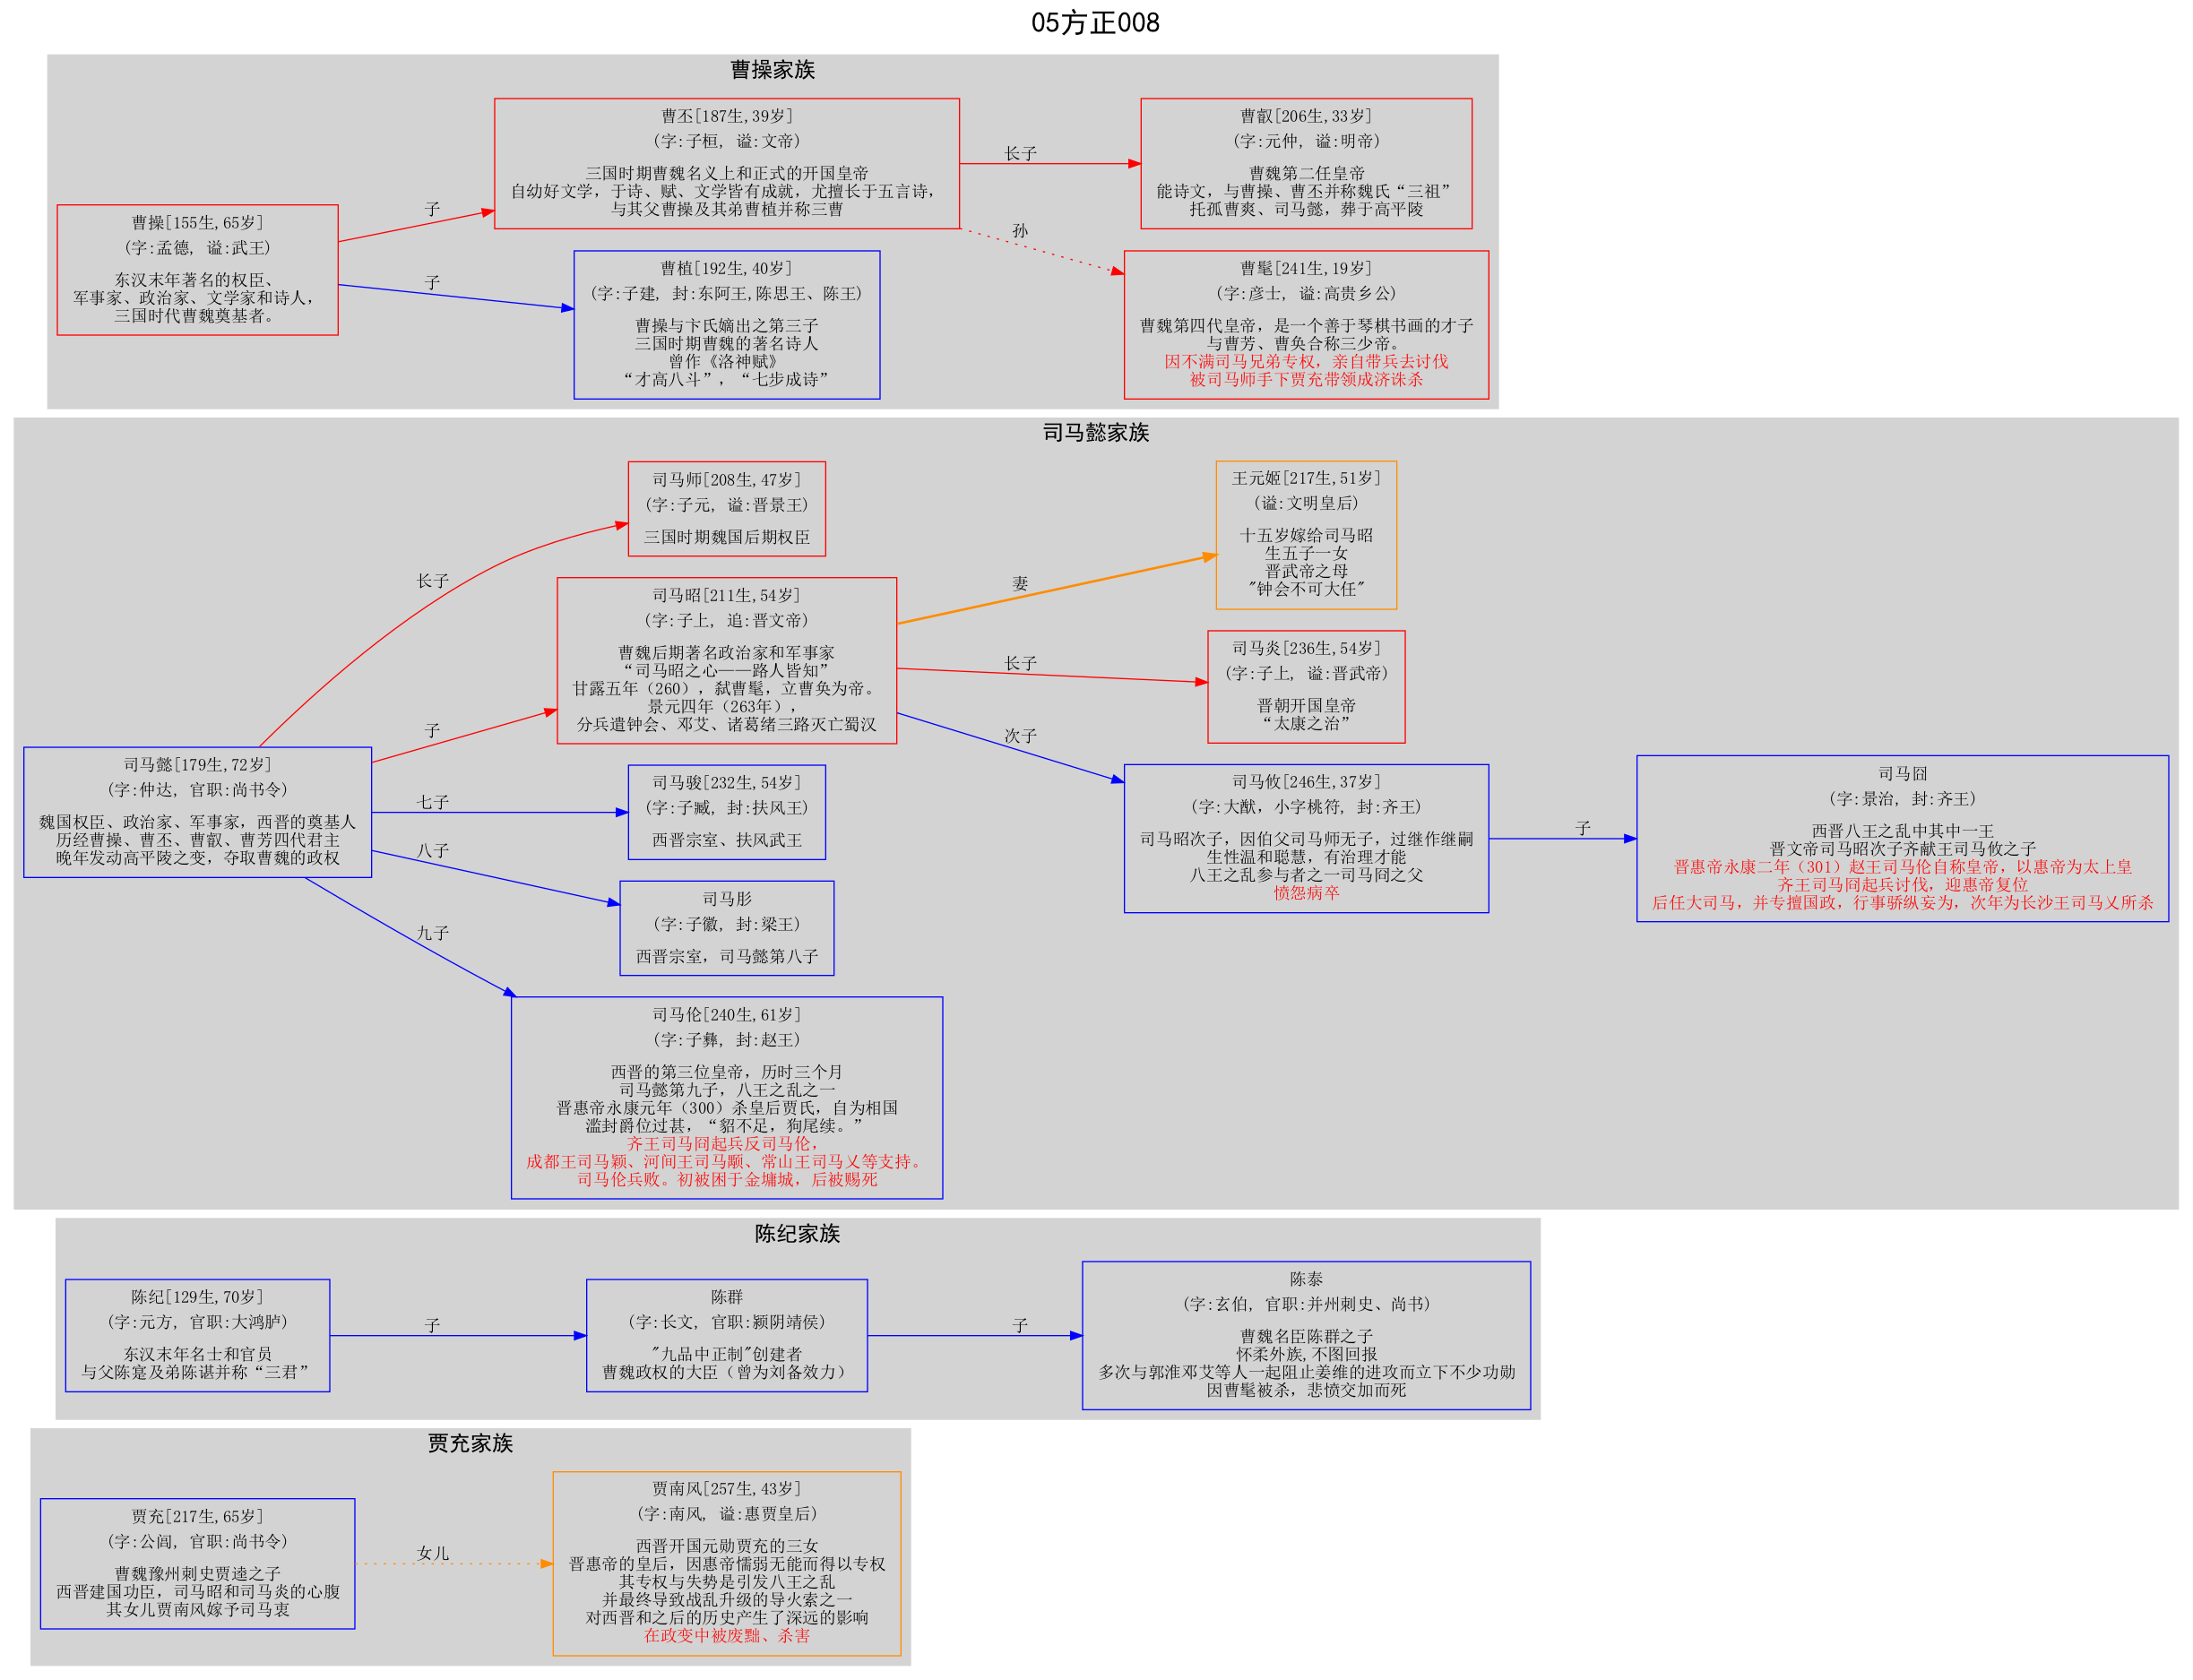 05方正008
曹操家族
曹操[155生,65岁]
(字:孟德, 谥:武王)
东汉末年著名的权臣、
军事家、政治家、文学家和诗人，
三国时代曹魏奠基者。
子
子
曹丕[187生,39岁]
(字:子桓, 谥:文帝)
三国时期曹魏名义上和正式的开国皇帝
自幼好文学，于诗、赋、文学皆有成就，尤擅长于五言诗，
与其父曹操及其弟曹植并称三曹
曹植[192生,40岁]
(字:子建, 封:东阿王,陈思王、陈王)
曹操与卞氏嫡出之第三子
三国时期曹魏的著名诗人
曾作《洛神赋》
“才高八斗”，“七步成诗”
长子
孙
曹叡[206生,33岁]
(字:元仲, 谥:明帝)
曹魏第二任皇帝
能诗文，与曹操、曹丕并称魏氏“三祖”
托孤曹爽、司马懿，葬于高平陵
曹髦[241生,19岁]
(字:彦士, 谥:高贵乡公)
曹魏第四代皇帝，是一个善于琴棋书画的才子
与曹芳、曹奂合称三少帝。
因不满司马兄弟专权，亲自带兵去讨伐
被司马师手下贾充带领成济诛杀
司马懿家族
司马懿[179生,72岁]
(字:仲达, 官职:尚书令)
魏国权臣、政治家、军事家，西晋的奠基人
历经曹操、曹丕、曹叡、曹芳四代君主
晚年发动高平陵之变，夺取曹魏的政权
长子
子
七子
八子
九子
司马师[208生,47岁]
(字:子元, 谥:晋景王)
三国时期魏国后期权臣
司马昭[211生,54岁]
(字:子上, 追:晋文帝)
曹魏后期著名政治家和军事家
“司马昭之心——路人皆知”
甘露五年（260），弑曹髦，立曹奂为帝。
景元四年（263年），
分兵遣钟会、邓艾、诸葛绪三路灭亡蜀汉
司马骏[232生,54岁]
(字:子臧, 封:扶风王)
西晋宗室、扶风武王
司马肜
(字:子徽, 封:梁王)
西晋宗室，司马懿第八子
司马伦[240生,61岁]
(字:子彝, 封:赵王)
西晋的第三位皇帝，历时三个月
司马懿第九子，八王之乱之一
晋惠帝永康元年（300）杀皇后贾氏，自为相国
滥封爵位过甚，“貂不足，狗尾续。”
齐王司马冏起兵反司马伦，
成都王司马颖、河间王司马颙、常山王司马乂等支持。
司马伦兵败。初被困于金墉城，后被赐死
妻
长子
次子
王元姬[217生,51岁]
(谥:文明皇后)
十五岁嫁给司马昭
生五子一女
晋武帝之母
"钟会不可大任"
司马炎[236生,54岁]
(字:子上, 谥:晋武帝)
晋朝开国皇帝
“太康之治”
司马攸[246生,37岁]
(字:大猷，小字桃符, 封:齐王)
司马昭次子，因伯父司马师无子，过继作继嗣
生性温和聪慧，有治理才能
八王之乱参与者之一司马冏之父
愤怨病卒
子
司马囧
(字:景治, 封:齐王)
西晋八王之乱中其中一王
晋文帝司马昭次子齐献王司马攸之子
晋惠帝永康二年（301）赵王司马伦自称皇帝，以惠帝为太上皇
齐王司马冏起兵讨伐，迎惠帝复位
后任大司马，并专擅国政，行事骄纵妄为，次年为长沙王司马乂所杀
陈纪家族
陈纪[129生,70岁]
(字:元方, 官职:大鸿胪)
东汉末年名士和官员
与父陈寔及弟陈谌并称“三君”
子
陈群
(字:长文, 官职:颍阴靖侯)
"九品中正制"创建者
曹魏政权的大臣（曾为刘备效力）
子
陈泰
(字:玄伯, 官职:并州刺史、尚书)
曹魏名臣陈群之子
怀柔外族,不图回报
多次与郭淮邓艾等人一起阻止姜维的进攻而立下不少功勋
因曹髦被杀，悲愤交加而死
贾充家族
贾充[217生,65岁]
(字:公闾, 官职:尚书令)
曹魏豫州刺史贾逵之子
西晋建国功臣，司马昭和司马炎的心腹
其女儿贾南风嫁予司马衷
女儿
贾南风[257生,43岁]
(字:南风, 谥:惠贾皇后)
西晋开国元勋贾充的三女
晋惠帝的皇后，因惠帝懦弱无能而得以专权
其专权与失势是引发八王之乱
并最终导致战乱升级的导火索之一
对西晋和之后的历史产生了深远的影响
在政变中被废黜、杀害